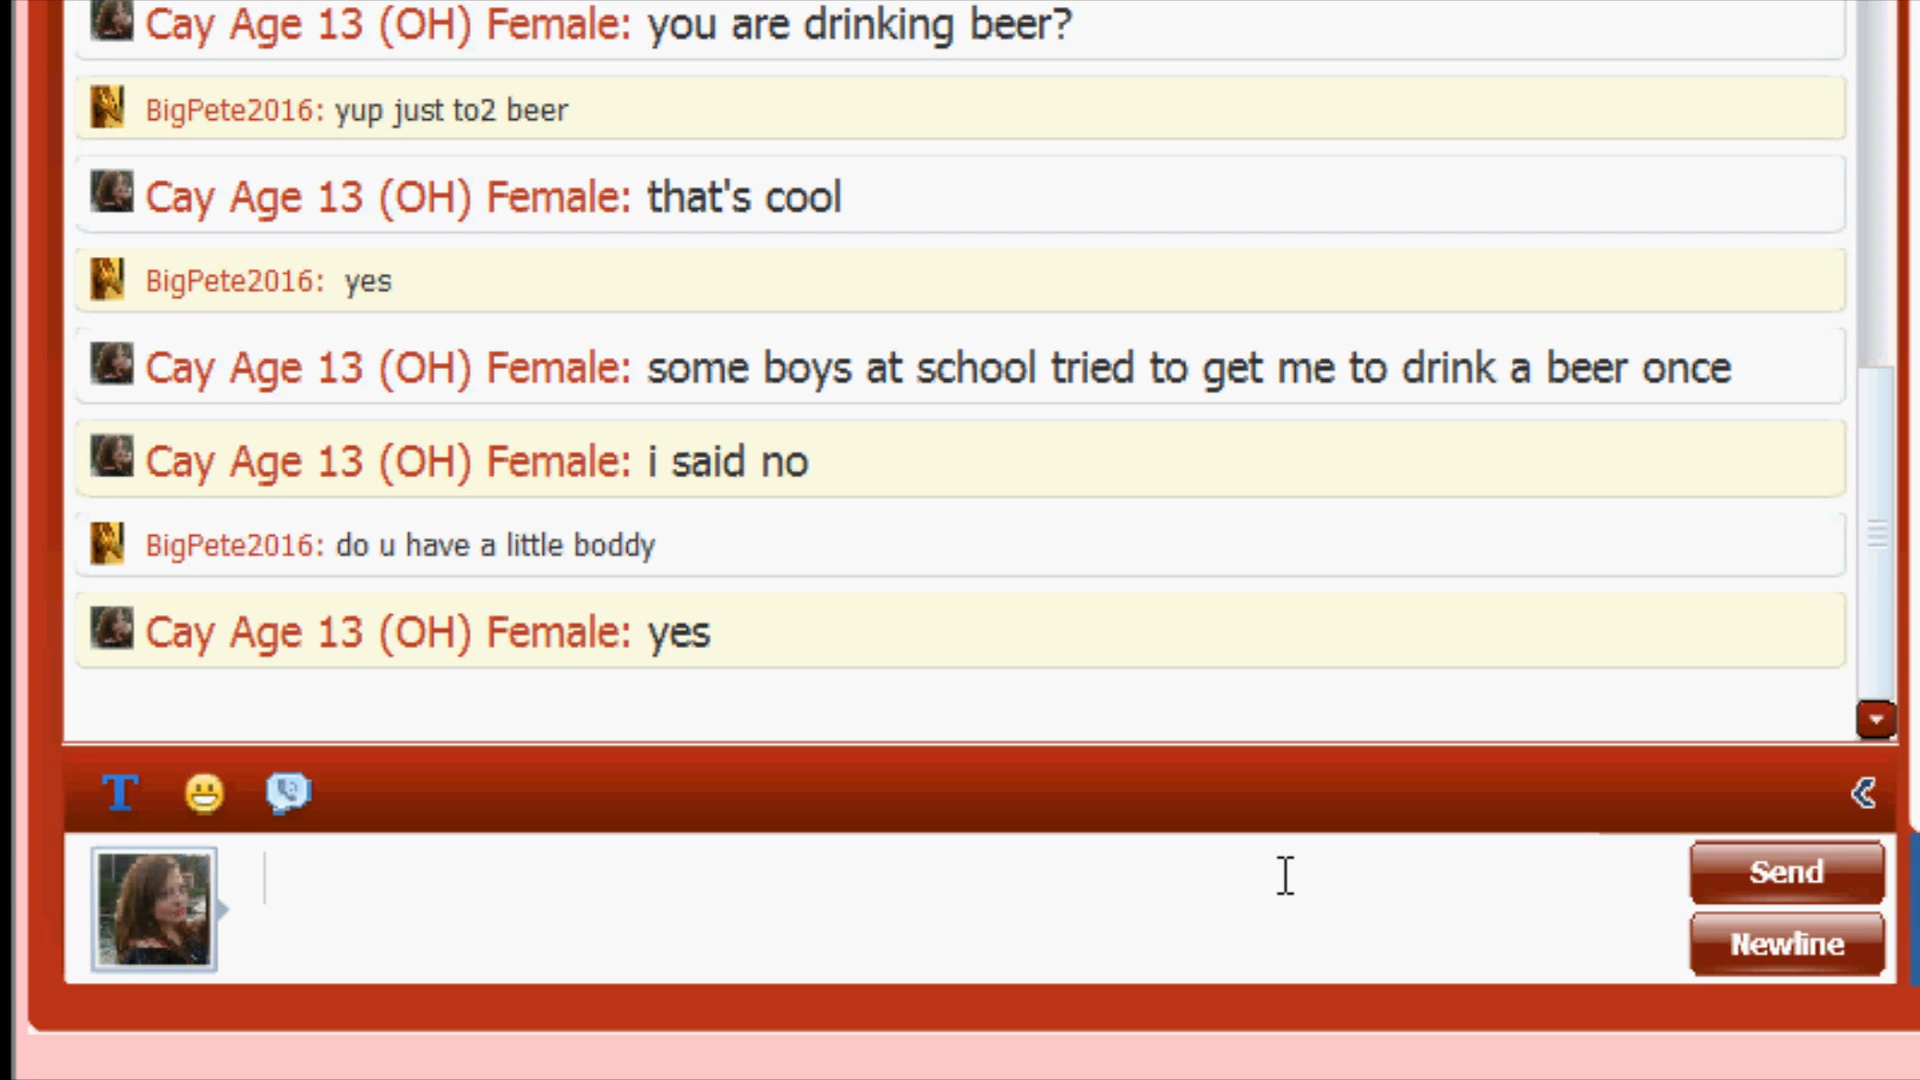 Cay Age 13 (OH) Female: you are drinking beer?
BigPete2016: yup just to2 beer
Cay Age 13 (OH) Female: that's cool
BigPete2016: yes
Cay Age 13 (OH) Female: some boys at school tried to get me to drink a beer once
Cay Age 13 (OH) Female: i said no
BigPete2016: do u have a little boddy
Cay Age 13 (OH) Female: yes
T
Send
Newline